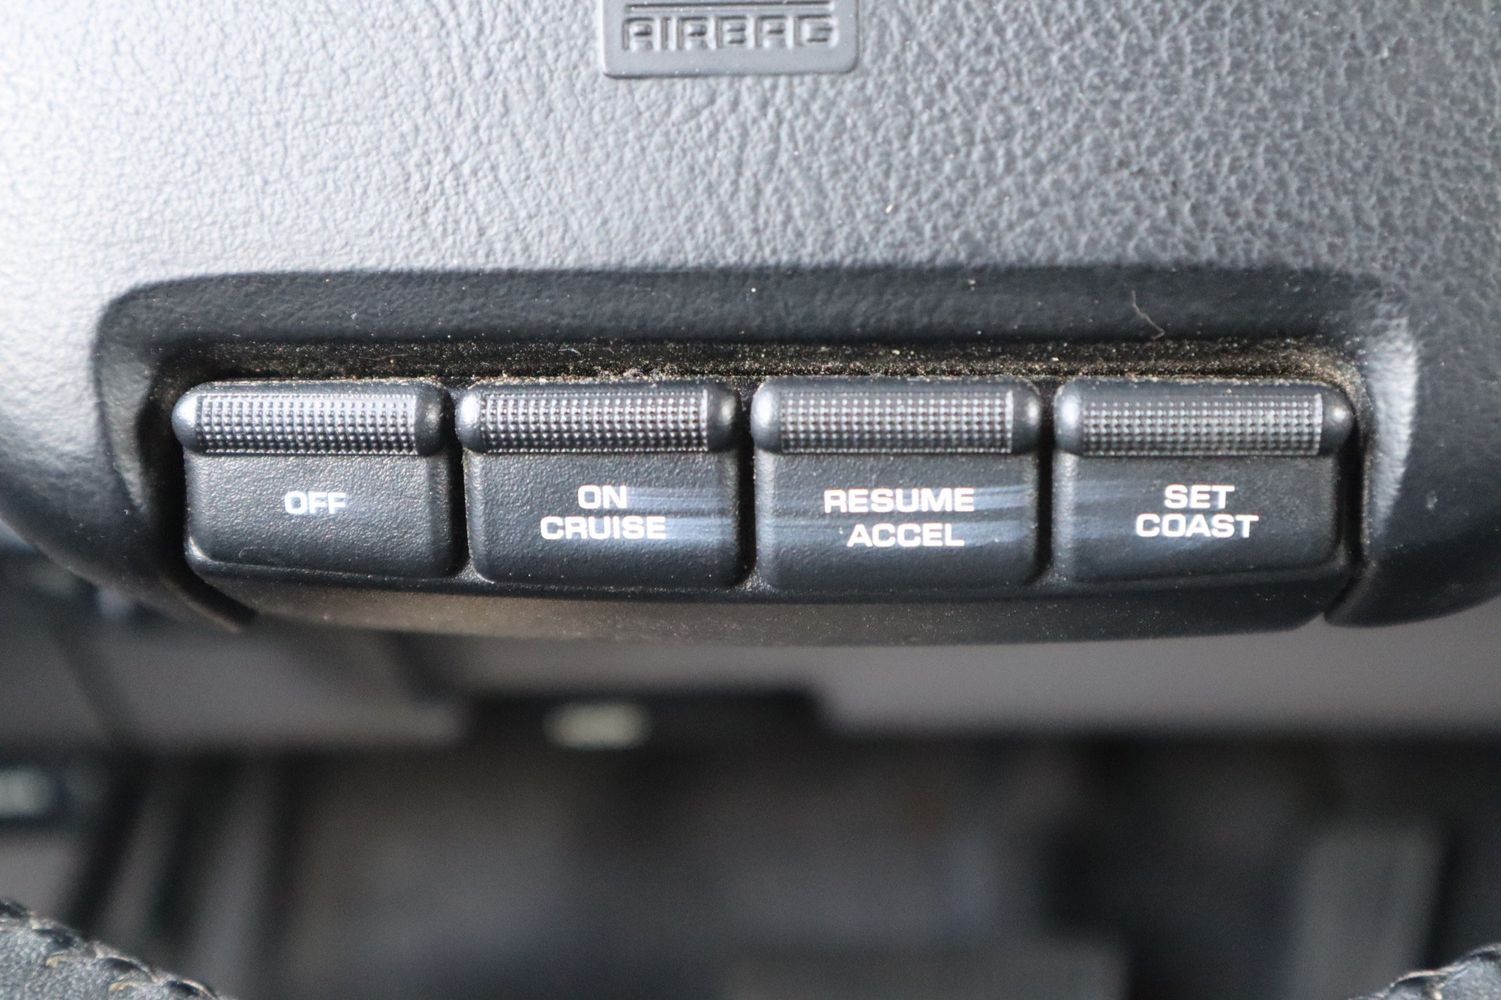 AIRBAG
OFF
ON
CRUISE
RESUME
ACCEL
SET
COAST